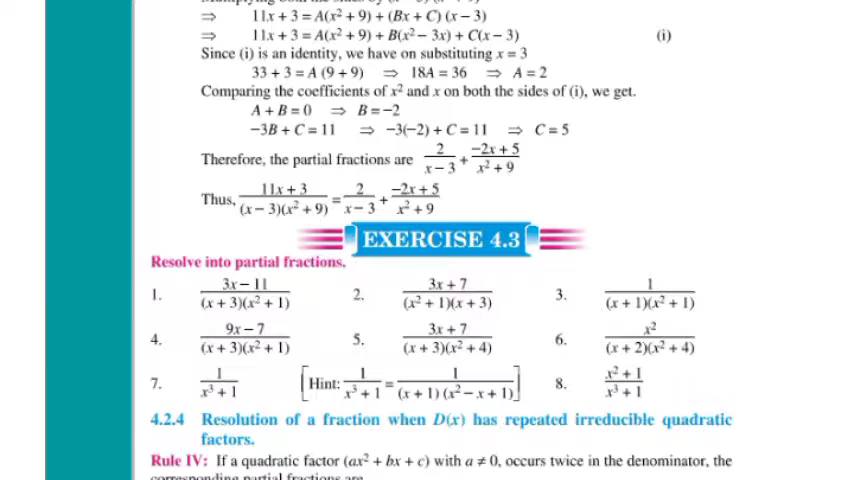 ⇒ 11x + 3 = A(x² + 9) + (Bx + C) (x − 3)
⇒ 11x + 3 = A(x² + 9) + B(x² − 3x) + C(x − 3) (i)
Since (i) is an identity, we have on substituting x = 3
33 + 3 = A (9 + 9) ⇒ 18A = 36 ⇒ A = 2
Comparing the coefficients of x² and x on both the sides of (i), we get.
A + B = 0 ⇒ B = −2
−3B + C = 11 ⇒ −3(−2) + C = 11 ⇒ C = 5
Therefore, the partial fractions are 2/(x − 3) + (−2x + 5)/(x² + 9)
Thus, (11x + 3)/((x − 3)(x² + 9)) = 2/(x − 3) + (−2x + 5)/(x² + 9)
EXERCISE 4.3
Resolve into partial fractions.
1. (3x − 11)/((x + 3)(x² + 1)) 2. (3x + 7)/((x² + 1)(x + 3)) 3. 1/((x + 1)(x² + 1))
4. (9x − 7)/((x + 3)(x² + 1)) 5. (3x + 7)/((x + 3)(x² + 4)) 6. x²/((x + 2)(x² + 4))
7. 1/(x³ + 1) [Hint: 1/(x³ + 1) = 1/((x + 1) (x² − x + 1))] 8. (x² + 1)/(x³ + 1)
4.2.4 Resolution of a fraction when D(x) has repeated irreducible quadratic
factors.
Rule IV: If a quadratic factor (ax² + bx + c) with a ≠ 0, occurs twice in the denominator, the
corresponding partial fractions are